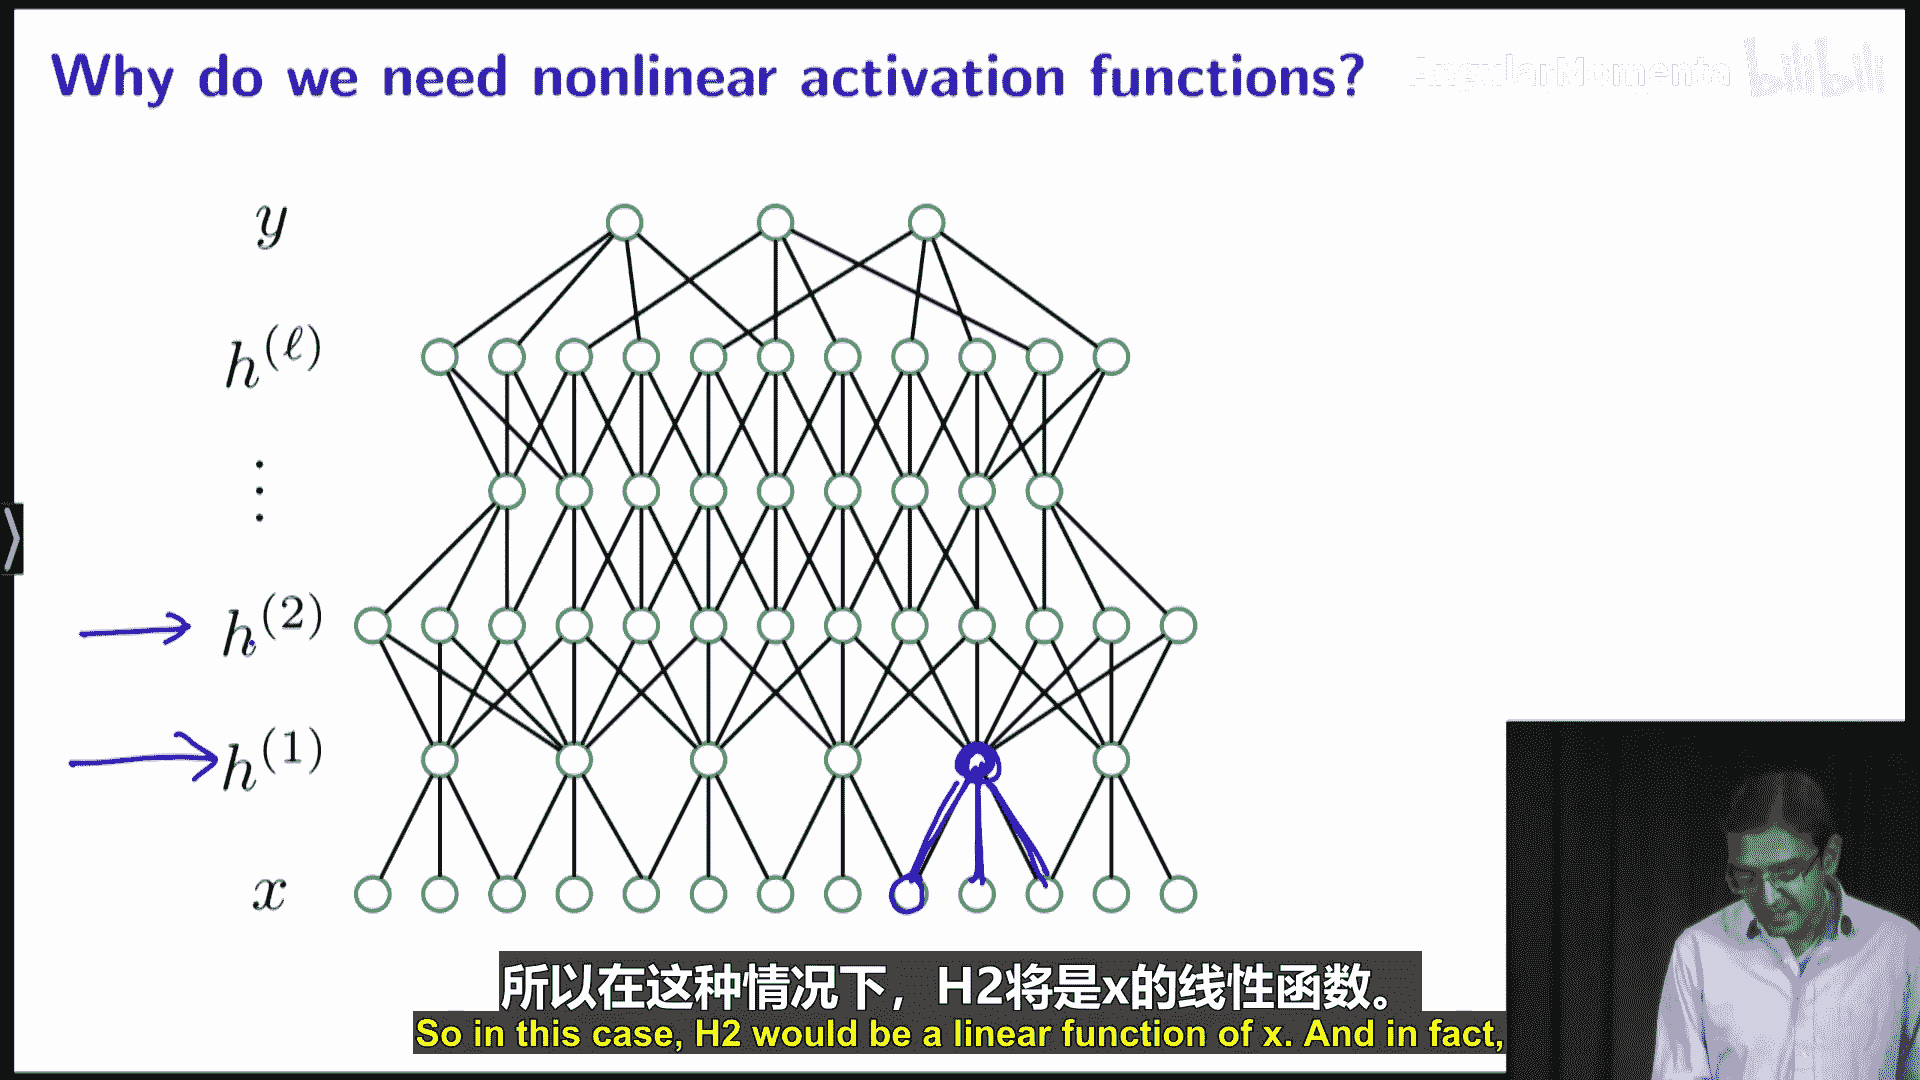 Why do we need nonlinear activation functions?
AngularMomenta bilibili
y
h^{(ℓ)}
⋮
h^{(2)}
h^{(1)}
x
所以在这种情况下，H2将是x的线性函数。
So in this case, H2 would be a linear function of x. And in fact,